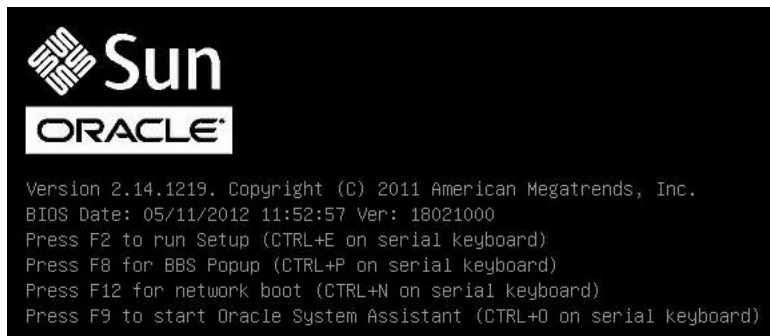 Sun
ORACLE
Version 2.14.1219. Copyright (C) 2011 American Megatrends, Inc.
BIOS Date: 05/11/2012 11:52:57 Ver: 18021000
Press F2 to run Setup (CTRL+E on serial keyboard)
Press F8 for BBS Popup (CTRL+P on serial keyboard)
Press F12 for network boot (CTRL+N on serial keyboard)
Press F9 to start Oracle System Assistant (CTRL+O on serial keyboard)